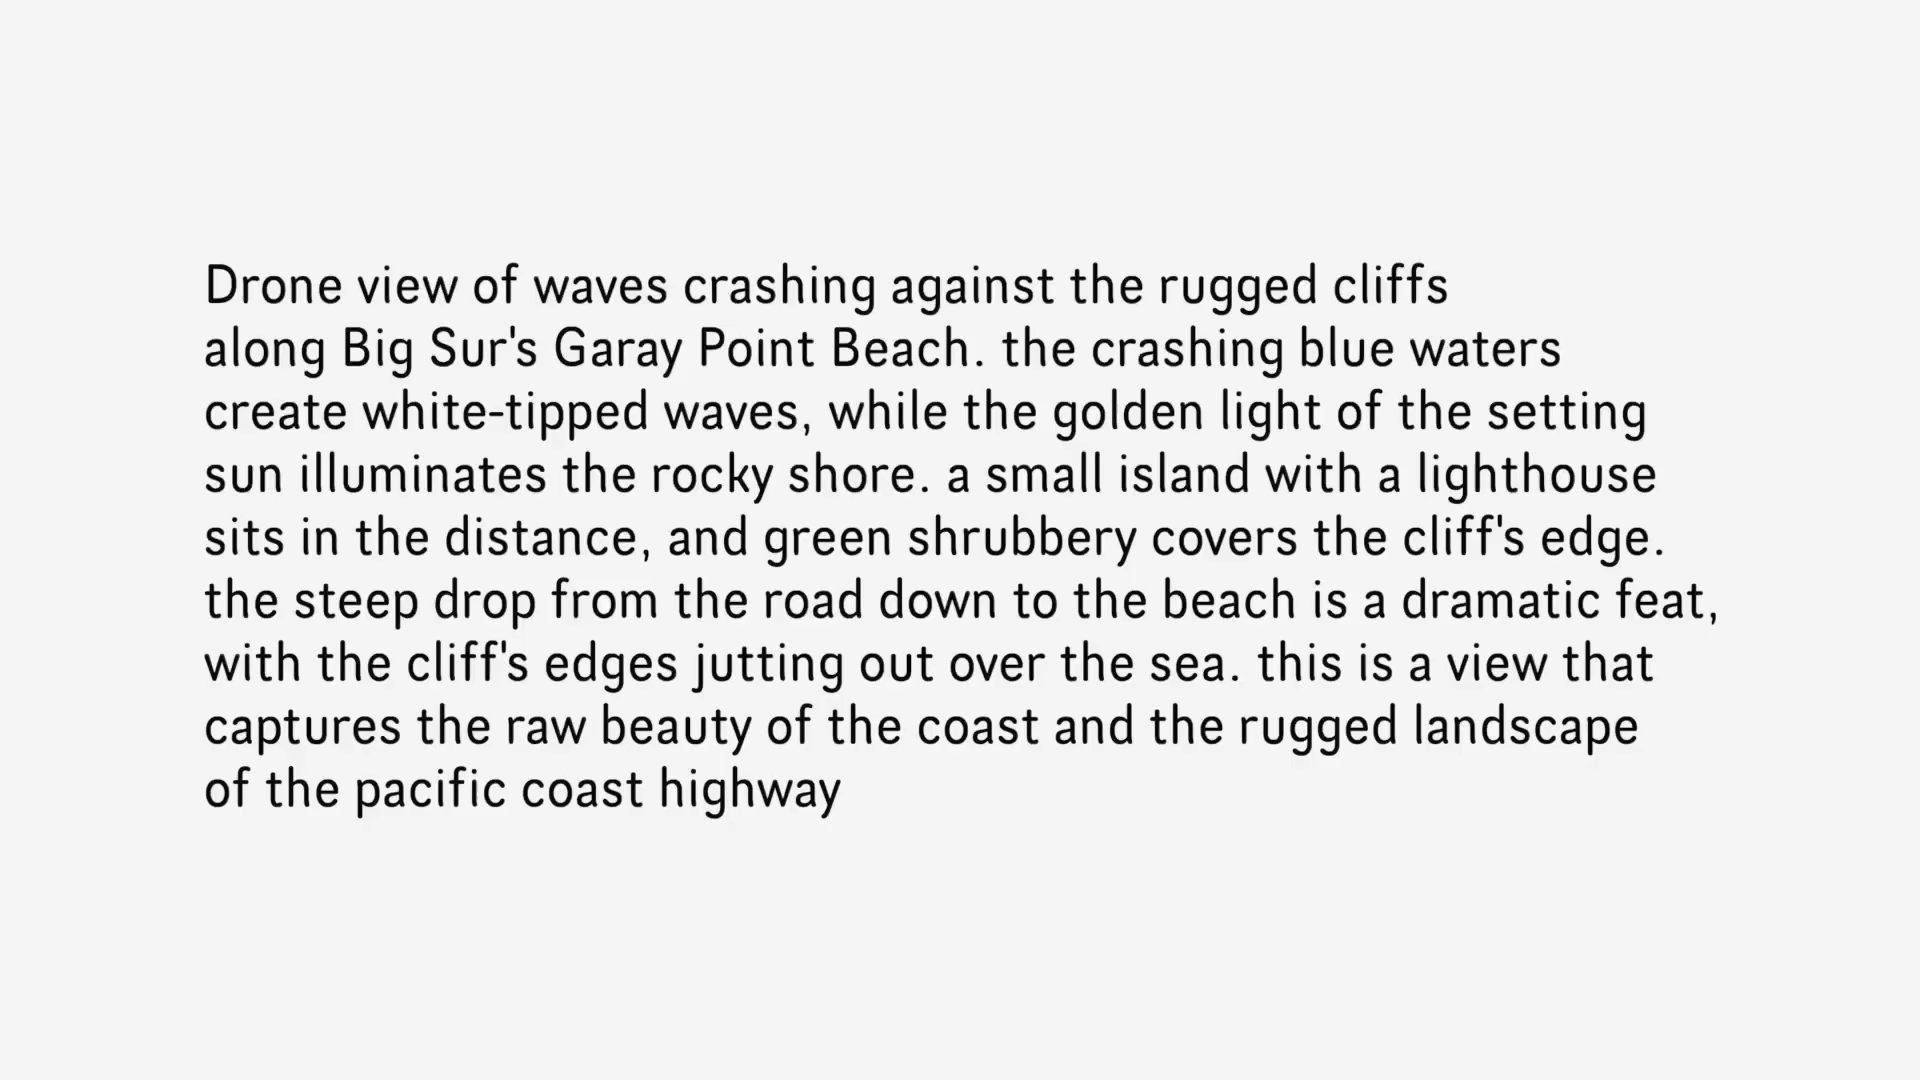 Drone view of waves crashing against the rugged cliffs
along Big Sur's Garay Point Beach. the crashing blue waters
create white-tipped waves, while the golden light of the setting
sun illuminates the rocky shore. a small island with a lighthouse
sits in the distance, and green shrubbery covers the cliff's edge.
the steep drop from the road down to the beach is a dramatic feat,
with the cliff's edges jutting out over the sea. this is a view that
captures the raw beauty of the coast and the rugged landscape
of the pacific coast highway